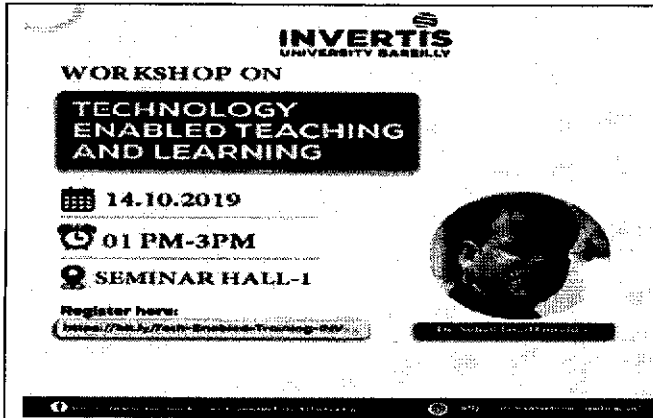 INVERTIS
UNIVERSITY BAREILLY
WORKSHOP ON
TECHNOLOGY
ENABLED TEACHING
AND LEARNING
14.10.2019
01 PM-3PM
SEMINAR HALL-1
Register here: